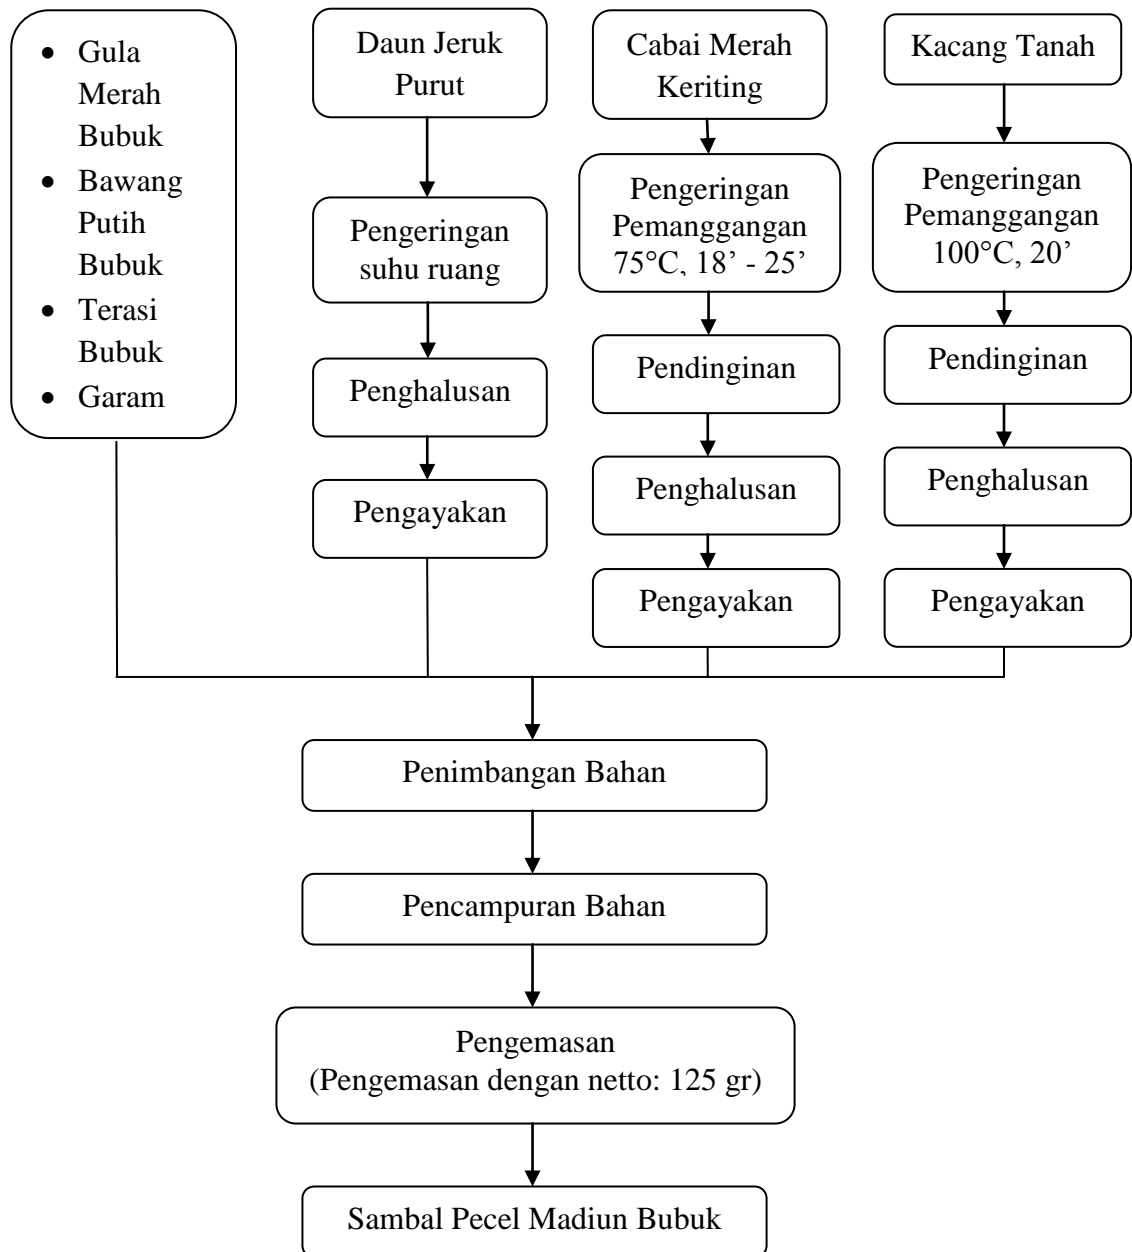 • Gula
Merah
Bubuk
• Bawang
Putih
Bubuk
• Terasi
Bubuk
• Garam
Daun Jeruk
Purut
Pengeringan
suhu ruang
Penghalusan
Pengayakan
Cabai Merah
Keriting
Pengeringan
Pemanggangan
75°C, 18’ - 25’
Pendinginan
Penghalusan
Pengayakan
Kacang Tanah
Pengeringan
Pemanggangan
100°C, 20’
Pendinginan
Penghalusan
Pengayakan
Penimbangan Bahan
Pencampuran Bahan
Pengemasan
(Pengemasan dengan netto: 125 gr)
Sambal Pecel Madiun Bubuk